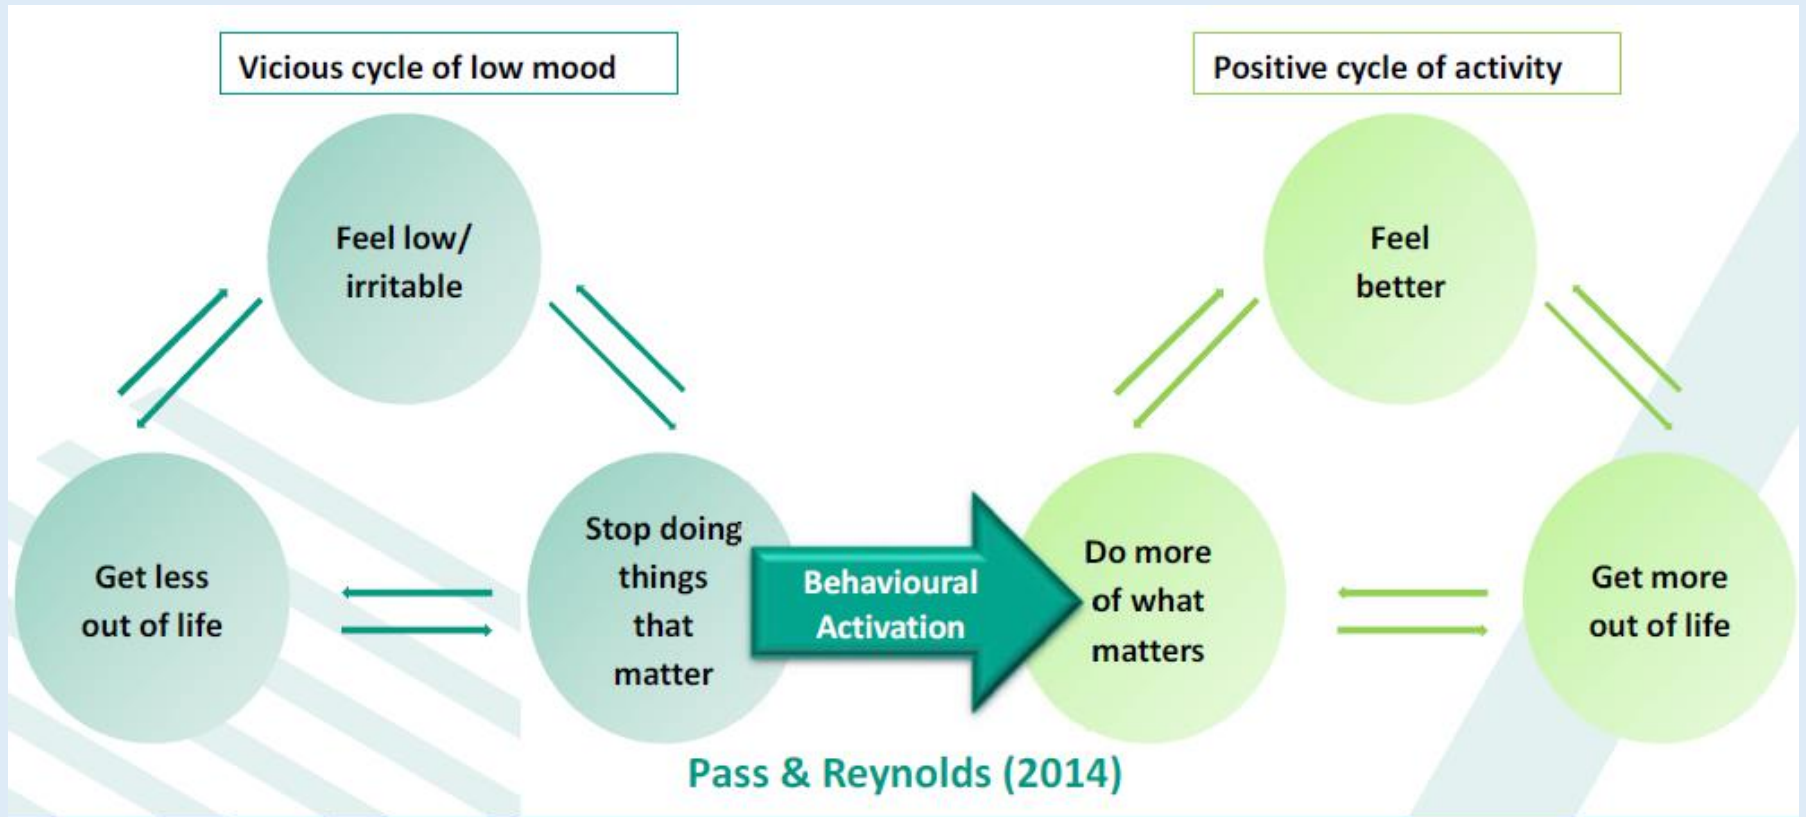 Vicious cycle of low mood
Positive cycle of activity
Feel low/
irritable
Feel
better
Get less
out of life
Stop doing
things
that
matter
Behavioural
Activation
Do more
of what
matters
Get more
out of life
Pass & Reynolds (2014)